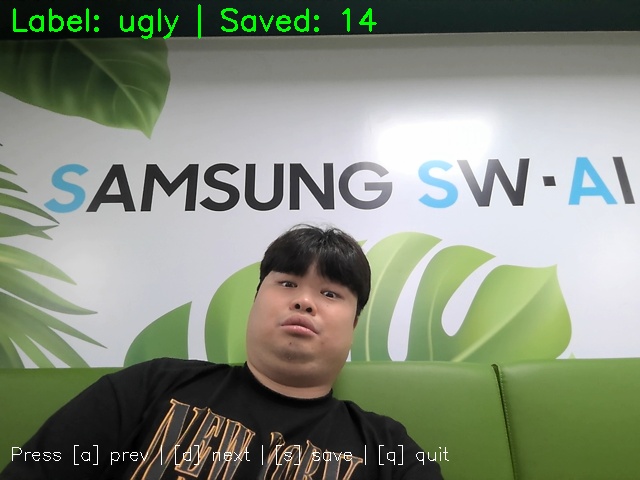 Label: ugly | Saved: 14
SAMSUNG SW·AI
NEW YORK
Press [a] prev | [d] next | [s] save | [q] quit